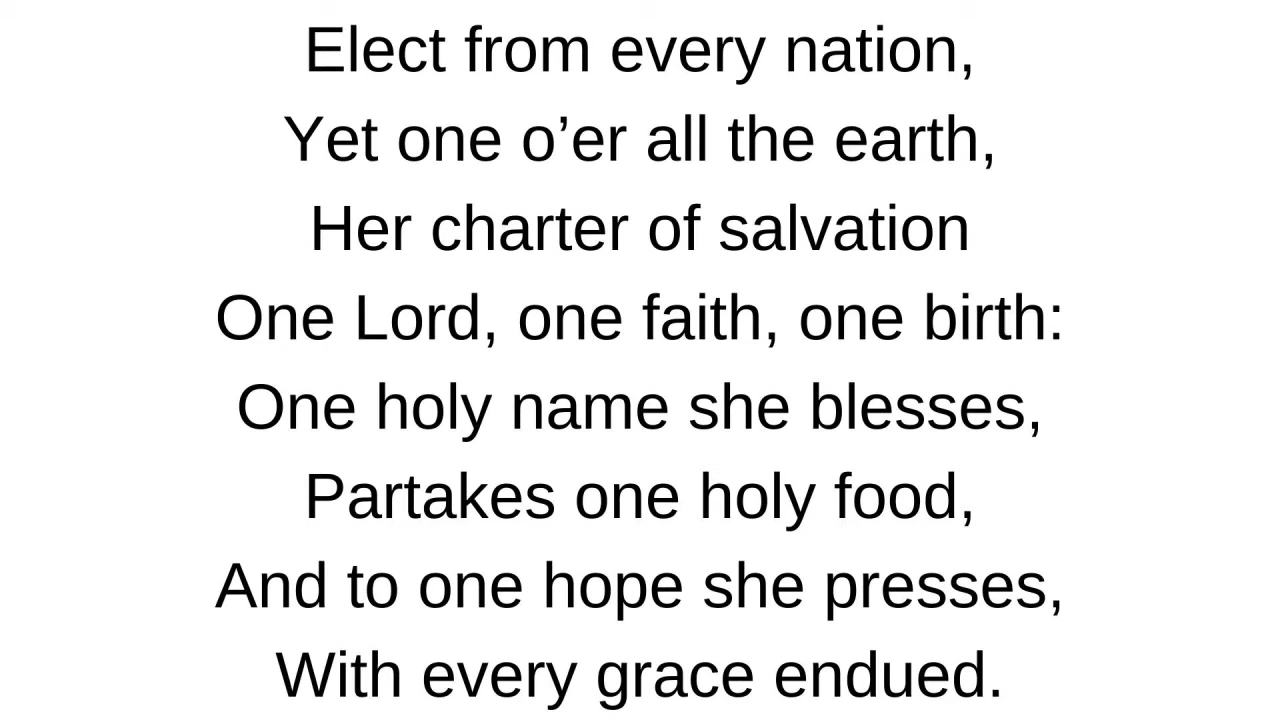 Elect from every nation,
Yet one o’er all the earth,
Her charter of salvation
One Lord, one faith, one birth:
One holy name she blesses,
Partakes one holy food,
And to one hope she presses,
With every grace endued.